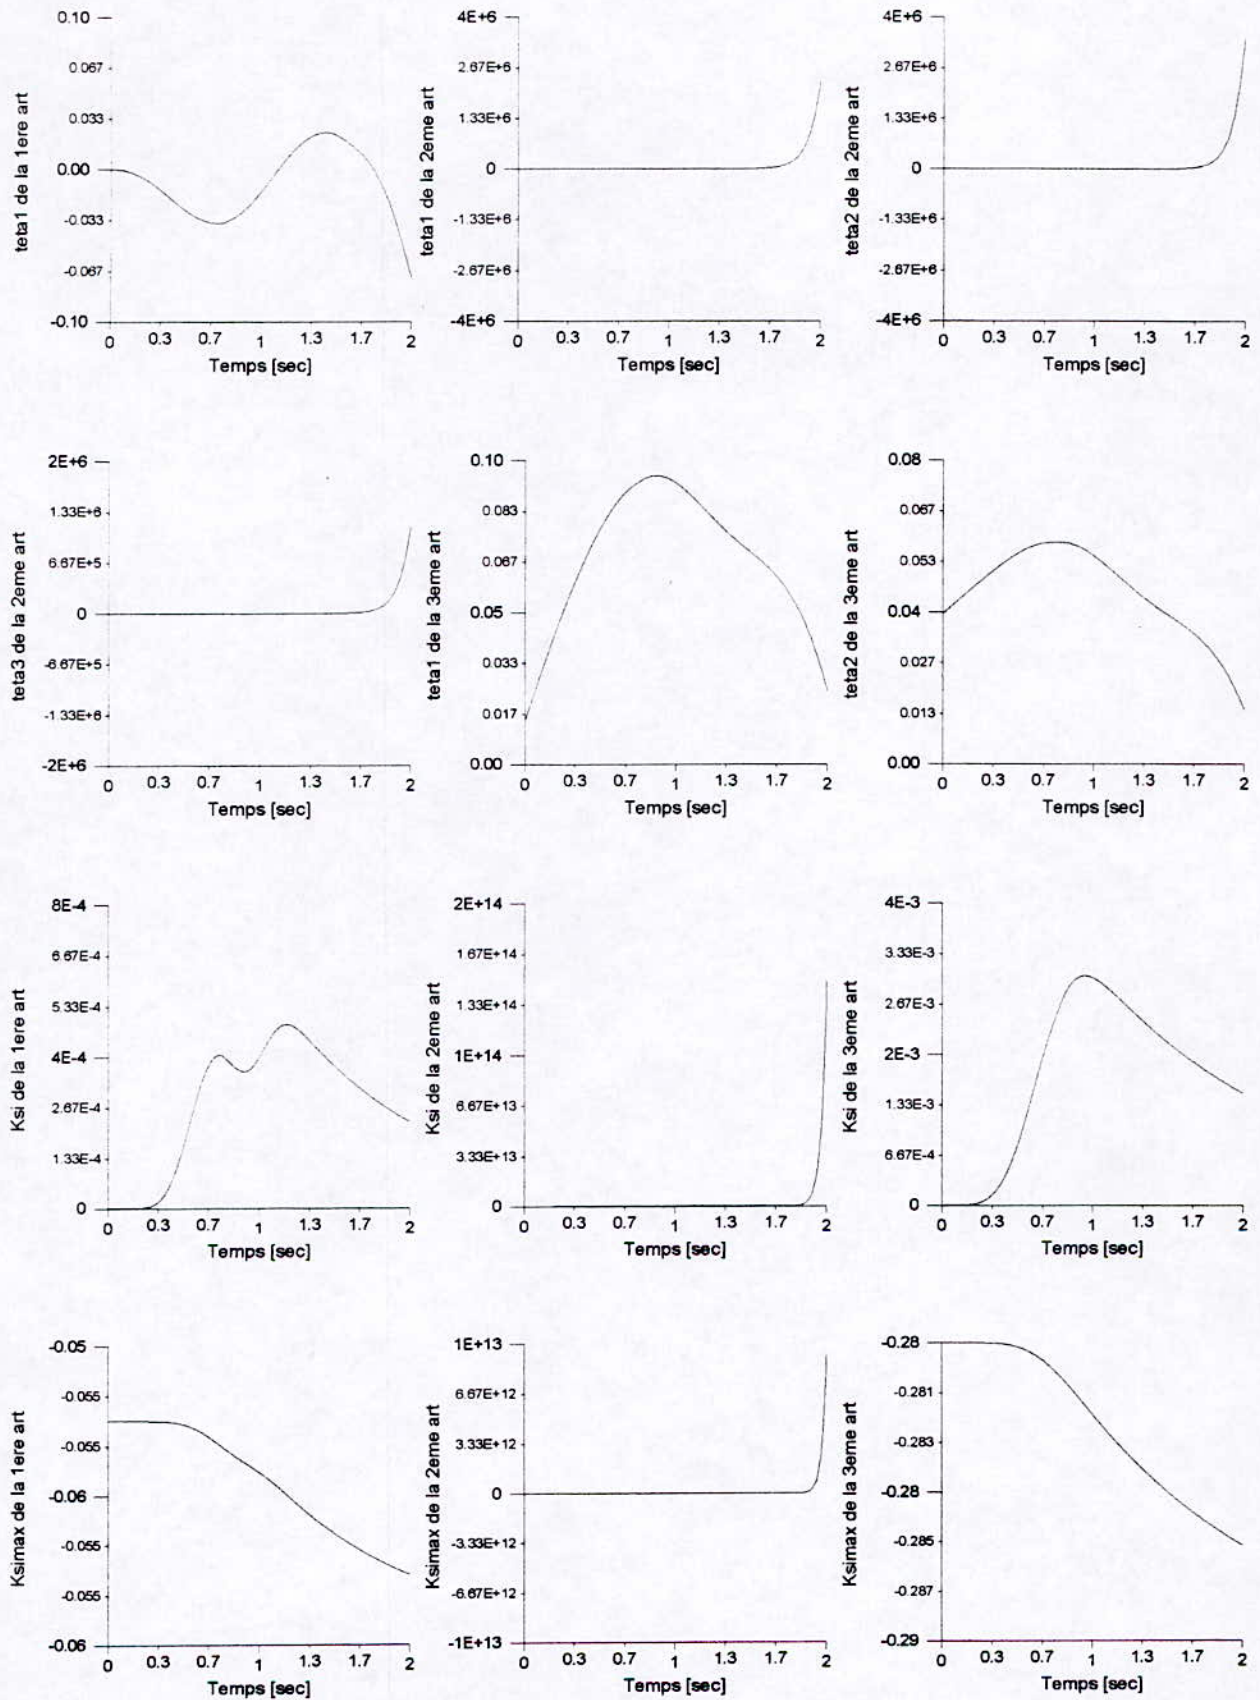 teta1 de la 1ere art
0.10
0.067
0.033
0.00
-0.033
-0.067
-0.10
0 0.3 0.7 1 1.3 1.7 2
Temps [sec]
teta1 de la 2eme art
4E+6
2.67E+6
1.33E+6
0
-1.33E+6
-2.67E+6
-4E+6
0 0.3 0.7 1 1.3 1.7 2
Temps [sec]
teta2 de la 2eme art
4E+6
2.67E+6
1.33E+6
0
-1.33E+6
-2.67E+6
-4E+6
0 0.3 0.7 1 1.3 1.7 2
Temps [sec]
teta3 de la 2eme art
2E+6
1.33E+6
6.67E+5
0
-6.67E+5
-1.33E+6
-2E+6
0 0.3 0.7 1 1.3 1.7 2
Temps [sec]
teta1 de la 3eme art
0.10
0.083
0.067
0.05
0.033
0.017
0.00
0 0.3 0.7 1 1.3 1.7 2
Temps [sec]
teta2 de la 3eme art
0.08
0.067
0.053
0.04
0.027
0.013
0.00
0 0.3 0.7 1 1.3 1.7 2
Temps [sec]
Ksi de la 1ere art
8E-4
6.67E-4
5.33E-4
4E-4
2.67E-4
1.33E-4
0
0 0.3 0.7 1 1.3 1.7 2
Temps [sec]
Ksi de la 2eme art
2E+14
1.67E+14
1.33E+14
1E+14
6.67E+13
3.33E+13
0
0 0.3 0.7 1 1.3 1.7 2
Temps [sec]
Ksi de la 3eme art
4E-3
3.33E-3
2.67E-3
2E-3
1.33E-3
6.67E-4
0
0 0.3 0.7 1 1.3 1.7 2
Temps [sec]
Ksimax de la 1ere art
-0.05
-0.055
-0.055
-0.06
-0.055
-0.055
-0.06
0 0.3 0.7 1 1.3 1.7 2
Temps [sec]
Ksimax de la 2eme art
1E+13
6.67E+12
3.33E+12
0
-3.33E+12
-6.67E+12
-1E+13
0 0.3 0.7 1 1.3 1.7 2
Temps [sec]
Ksimax de la 3eme art
-0.28
-0.281
-0.283
-0.28
-0.285
-0.287
-0.29
0 0.3 0.7 1 1.3 1.7 2
Temps [sec]